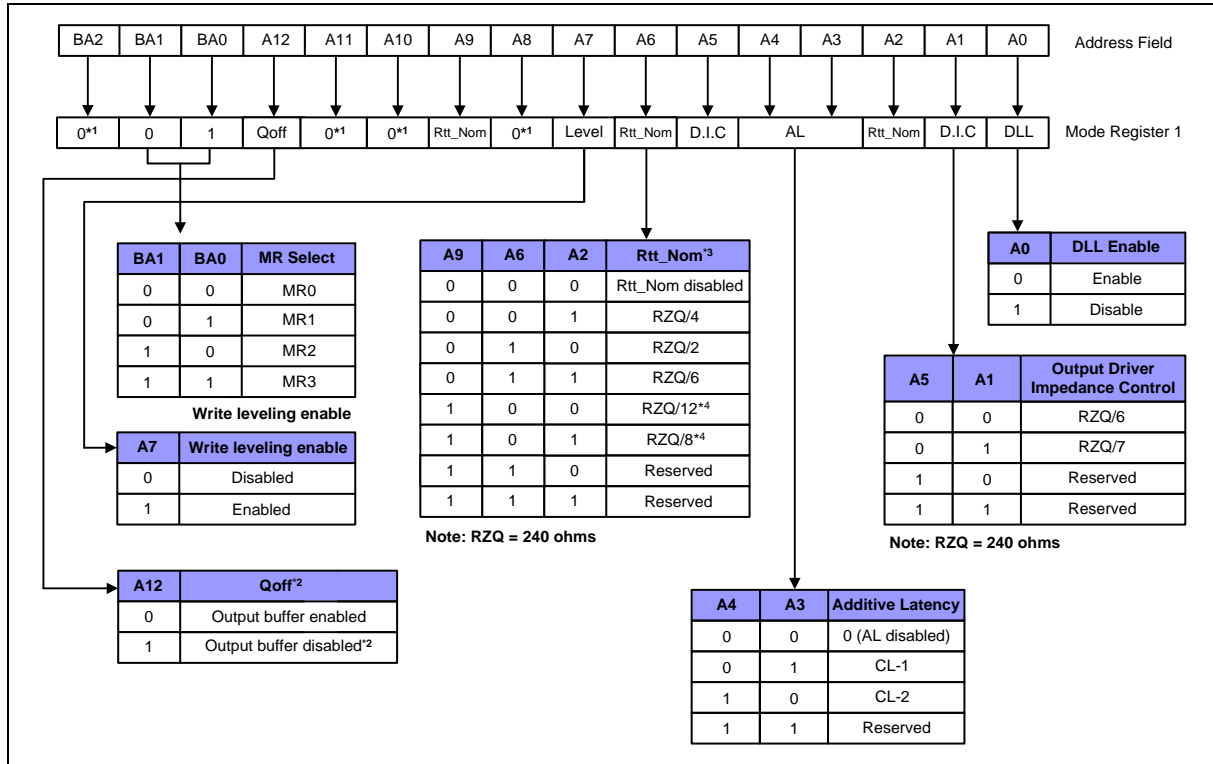 BA2 BA1 BA0 A12 A11 A10 A9 A8 A7 A6 A5 A4 A3 A2 A1 A0 Address Field
0*1 0 1 Qoff 0*1 0*1 Rtt_Nom 0*1 Level Rtt_Nom D.I.C AL Rtt_Nom D.I.C DLL Mode Register 1
BA1 BA0 MR Select
0 0 MR0
0 1 MR1
1 0 MR2
1 1 MR3
Write leveling enable
A7 Write leveling enable
0 Disabled
1 Enabled
A12 Qoff*2
0 Output buffer enabled
1 Output buffer disabled*2
A9 A6 A2 Rtt_Nom*3
0 0 0 Rtt_Nom disabled
0 0 1 RZQ/4
0 1 0 RZQ/2
0 1 1 RZQ/6
1 0 0 RZQ/12*4
1 0 1 RZQ/8*4
1 1 0 Reserved
1 1 1 Reserved
Note: RZQ = 240 ohms
A4 A3 Additive Latency
0 0 0 (AL disabled)
0 1 CL-1
1 0 CL-2
1 1 Reserved
A0 DLL Enable
0 Enable
1 Disable
A5 A1 Output Driver
Impedance Control
0 0 RZQ/6
0 1 RZQ/7
1 0 Reserved
1 1 Reserved
Note: RZQ = 240 ohms